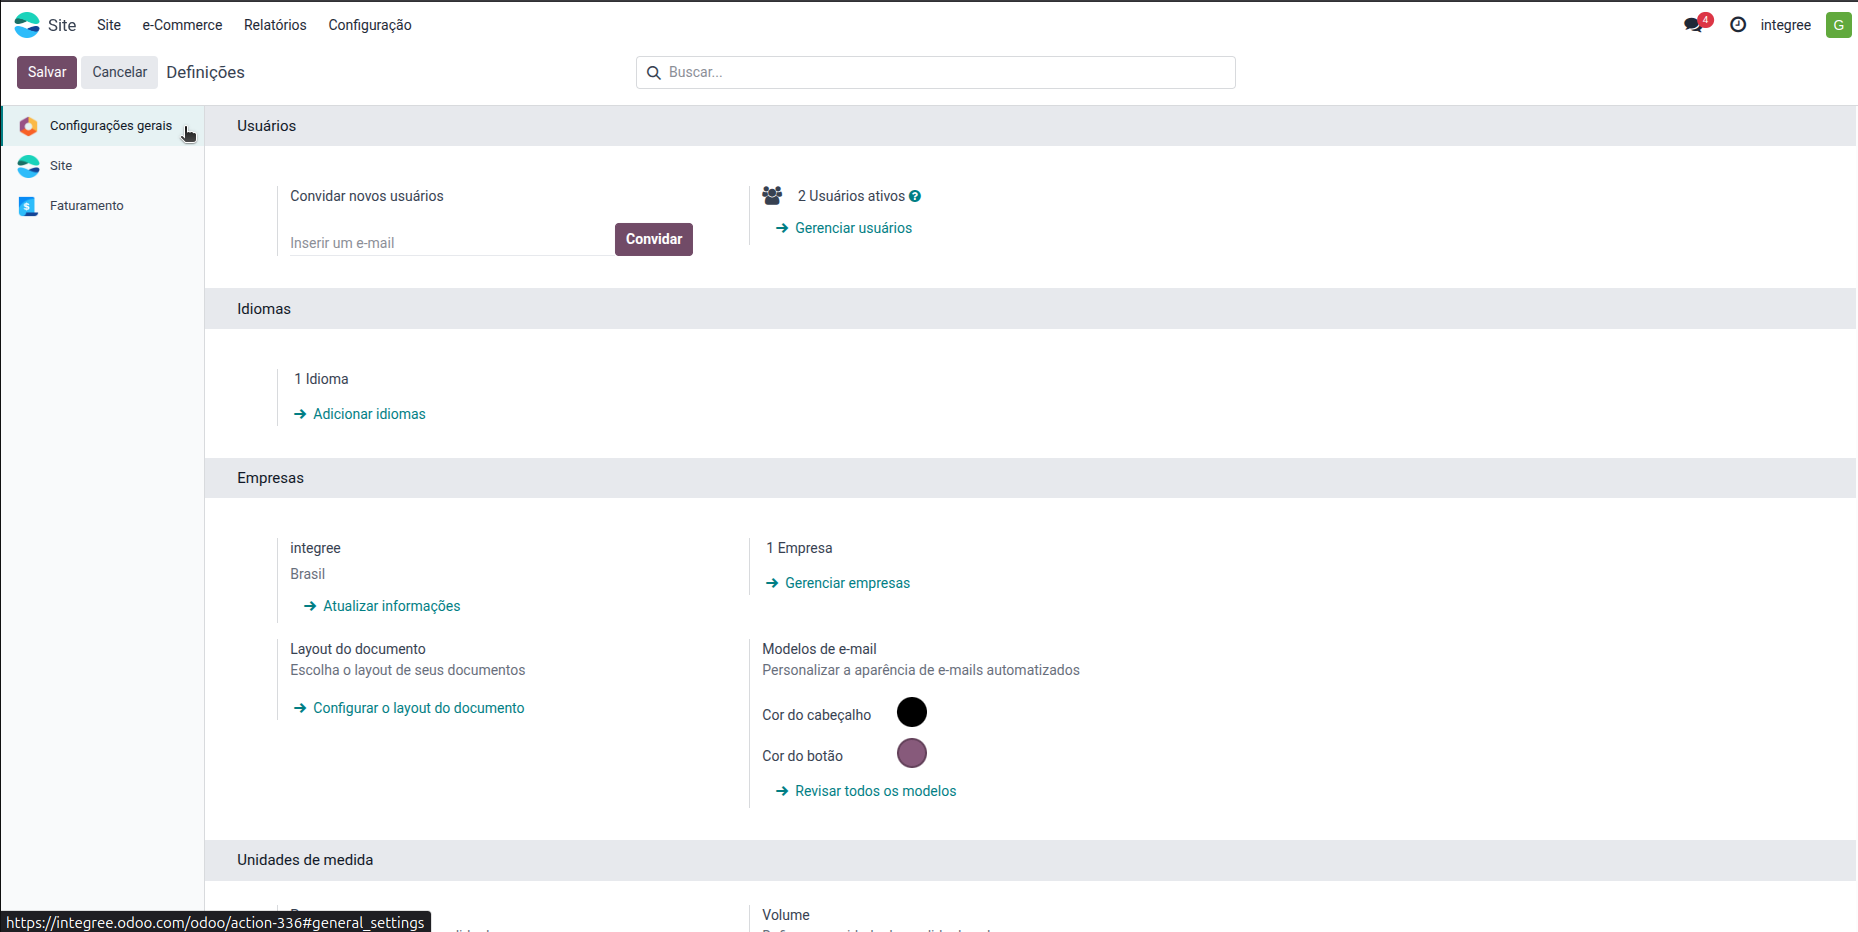 Site Site e-Commerce Relatórios Configuração 4 integree G
Salvar Cancelar Definições Buscar...
Configurações gerais
Site
Faturamento
Usuários
Convidar novos usuários
Inserir um e-mail Convidar
2 Usuários ativos ?
Gerenciar usuários
Idiomas
1 Idioma
Adicionar idiomas
Empresas
integree
Brasil
Atualizar informações
1 Empresa
Gerenciar empresas
Layout do documento
Escolha o layout de seus documentos
Configurar o layout do documento
Modelos de e-mail
Personalizar a aparência de e-mails automatizados
Cor do cabeçalho
Cor do botão
Revisar todos os modelos
Unidades de medida
Volume
https://integree.odoo.com/odoo/action-336#general_settings